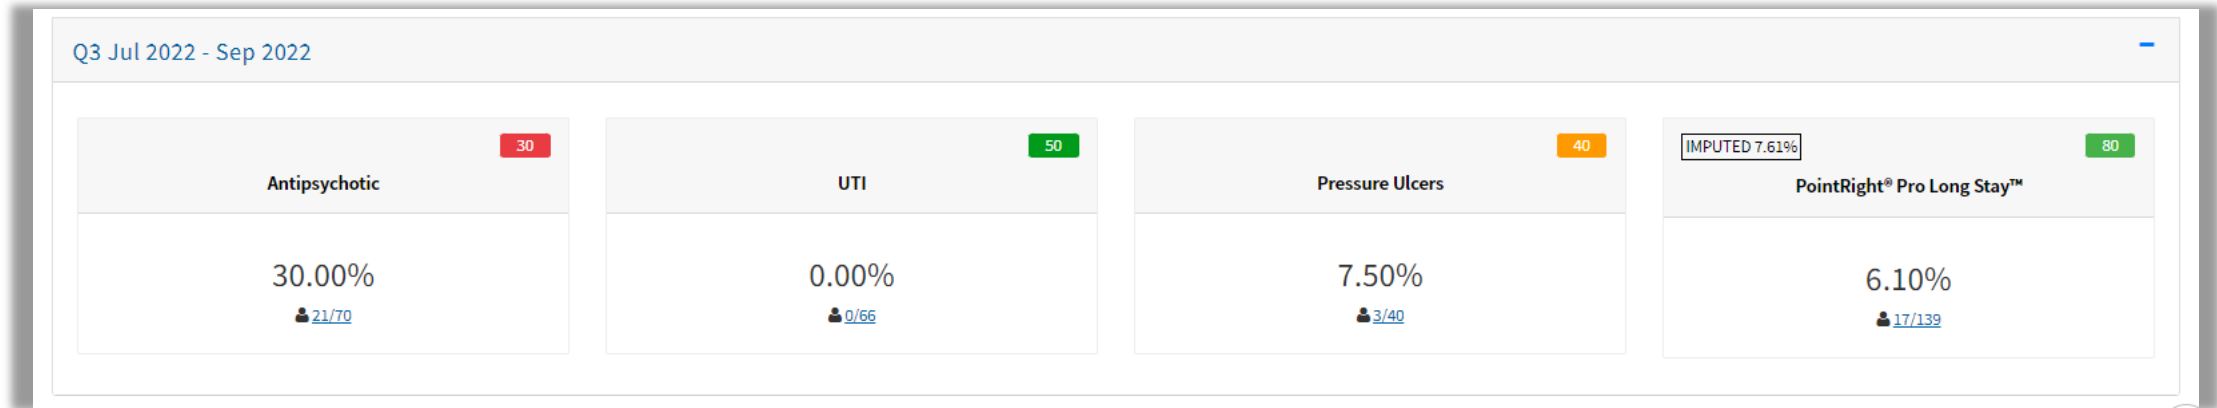 Q3 Jul 2022 - Sep 2022
30
Antipsychotic
30.00%
21/70
50
UTI
0.00%
0/66
40
Pressure Ulcers
7.50%
3/40
IMPUTED 7.61%
80
PointRight® Pro Long Stay™
6.10%
17/139